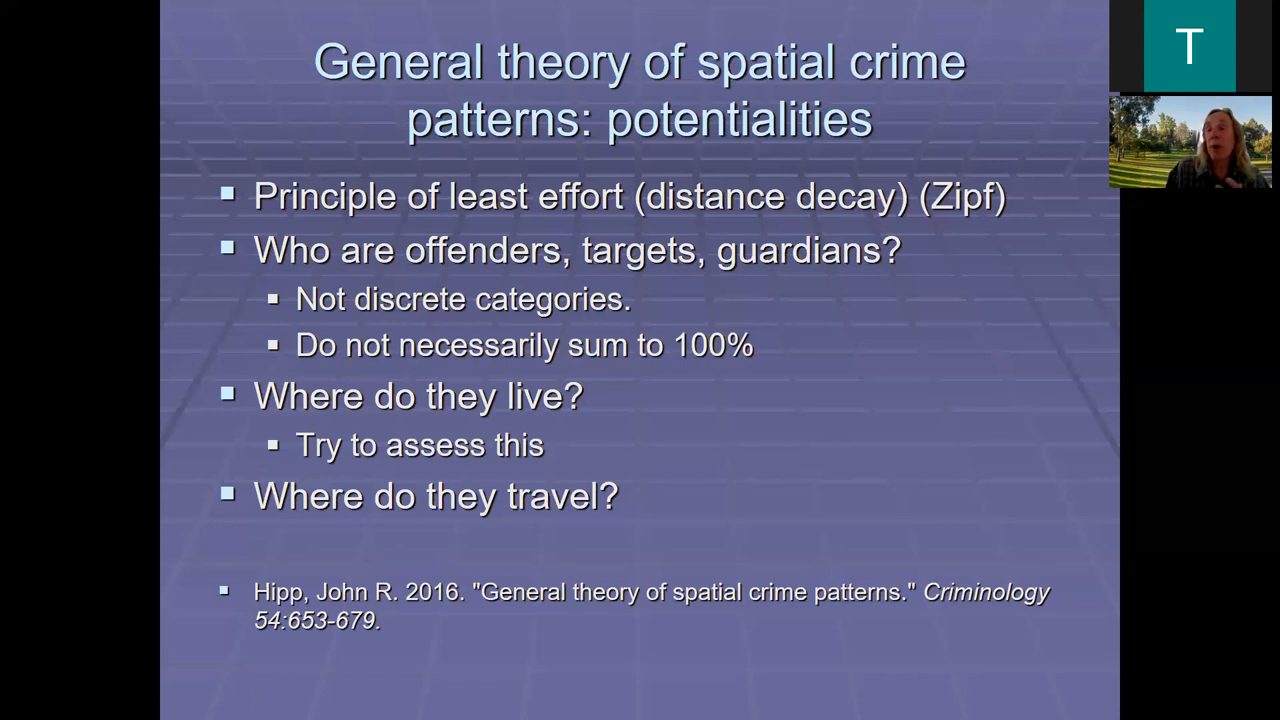 General theory of spatial crime
patterns: potentialities
Principle of least effort (distance decay) (Zipf)
Who are offenders, targets, guardians?
Not discrete categories.
Do not necessarily sum to 100%
Where do they live?
Try to assess this
Where do they travel?
Hipp, John R. 2016. "General theory of spatial crime patterns." Criminology
54:653-679.
T